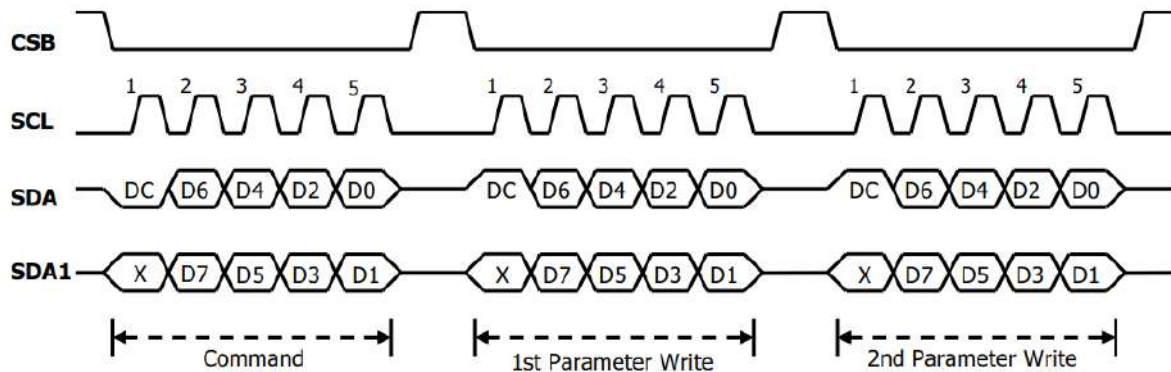 CSB
1 2 3 4 5 1 2 3 4 5 1 2 3 4 5
SCL
SDA DC D6 D4 D2 D0 DC D6 D4 D2 D0 DC D6 D4 D2 D0
SDA1 X D7 D5 D3 D1 X D7 D5 D3 D1 X D7 D5 D3 D1
Command 1st Parameter Write 2nd Parameter Write